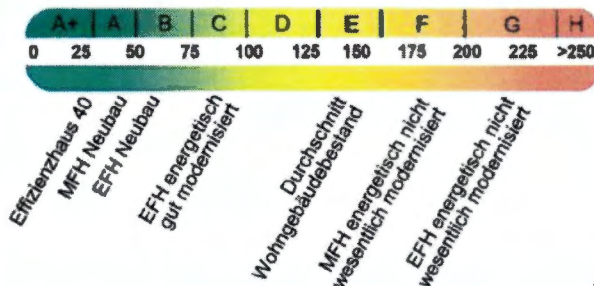 A+ A B C D E F G H
0 25 50 75 100 125 150 175 200 225 >250
Effizienzhaus 40
MFH Neubau
EFH Neubau
EFH energetisch
gut modernisiert
Durchschnitt
Wohngebäudebestand
MFH energetisch nicht
wesentlich modernisiert
EFH energetisch nicht
wesentlich modernisiert